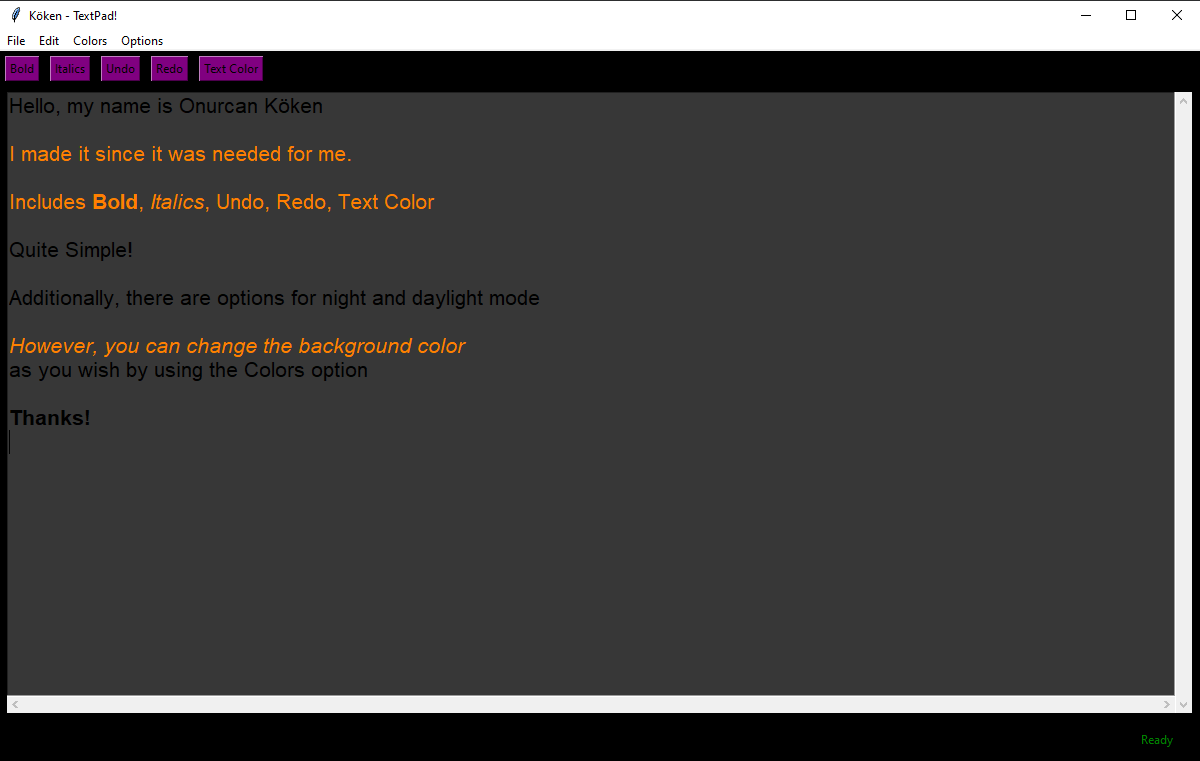 Köken - TextPad!
File Edit Colors Options
Bold Italics Undo Redo Text Color
Hello, my name is Onurcan Köken
I made it since it was needed for me.
Includes Bold, Italics, Undo, Redo, Text Color
Quite Simple!
Additionally, there are options for night and daylight mode
However, you can change the background color
as you wish by using the Colors option
Thanks!
Ready